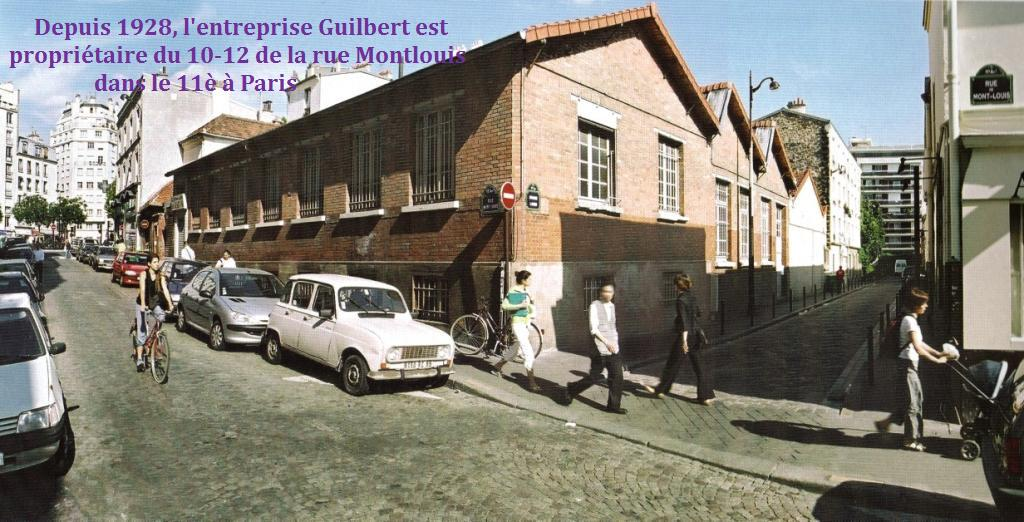 Depuis 1928, l'entreprise Guilbert est
propriétaire du 10-12 de la rue Montlouis
dans le 11è à Paris
RUE
DE
MONT-LOUIS